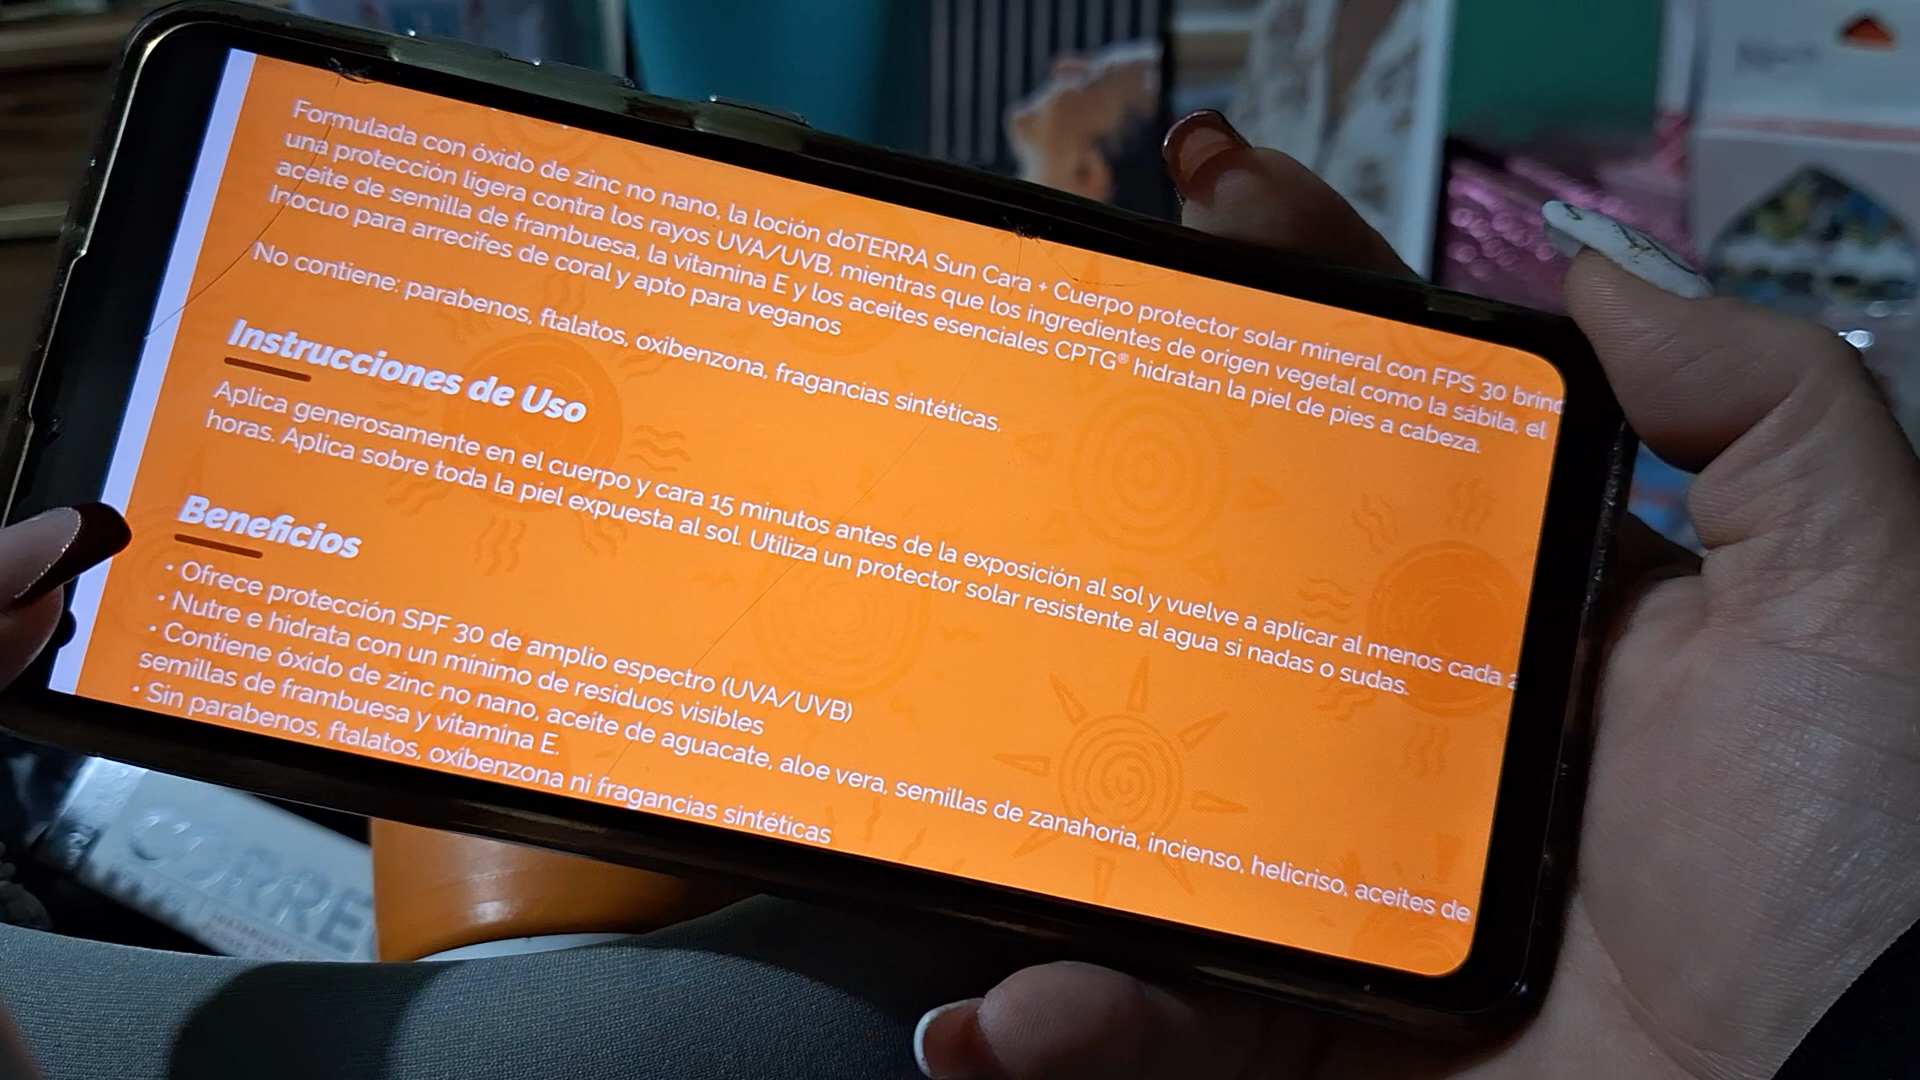 Formulada con óxido de zinc no nano, la loción doTERRA Sun Cara + Cuerpo protector solar mineral con FPS 30 brind
una protección ligera contra los rayos UVA/UVB, mientras que los ingredientes de origen vegetal como la sábila, el
aceite de semilla de frambuesa, la vitamina E y los aceites esenciales CPTG® hidratan la piel de pies a cabeza.
Inocuo para arrecifes de coral y apto para veganos
No contiene: parabenos, ftalatos, oxibenzona, fragancias sintéticas.
Instrucciones de Uso
Aplica generosamente en el cuerpo y cara 15 minutos antes de la exposición al sol y vuelve a aplicar al menos cada 2
horas. Aplica sobre toda la piel expuesta al sol. Utiliza un protector solar resistente al agua si nadas o sudas.
Beneficios
• Ofrece protección SPF 30 de amplio espectro (UVA/UVB)
• Nutre e hidrata con un mínimo de residuos visibles
• Contiene óxido de zinc no nano, aceite de aguacate, aloe vera, semillas de zanahoria, incienso, helicriso, aceites de
semillas de frambuesa y vitamina E.
• Sin parabenos, ftalatos, oxibenzona ni fragancias sintéticas
CORRE